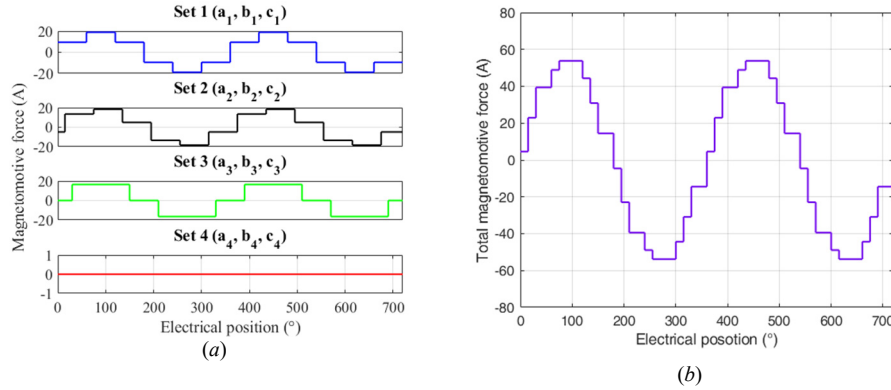 Set 1 (a₁, b₁, c₁)
20
0
-20
Set 2 (a₂, b₂, c₂)
20
0
-20
Set 3 (a₃, b₃, c₃)
20
0
-20
Set 4 (a₄, b₄, c₄)
1
0
-1
0 100 200 300 400 500 600 700
Electrical position (°)
Magnetomotive force (A)
(a)
(b)
80
60
40
20
0
-20
-40
-60
-80
0 100 200 300 400 500 600 700
Electrical posotion (°)
Total magnetomotive force (A)
(b)